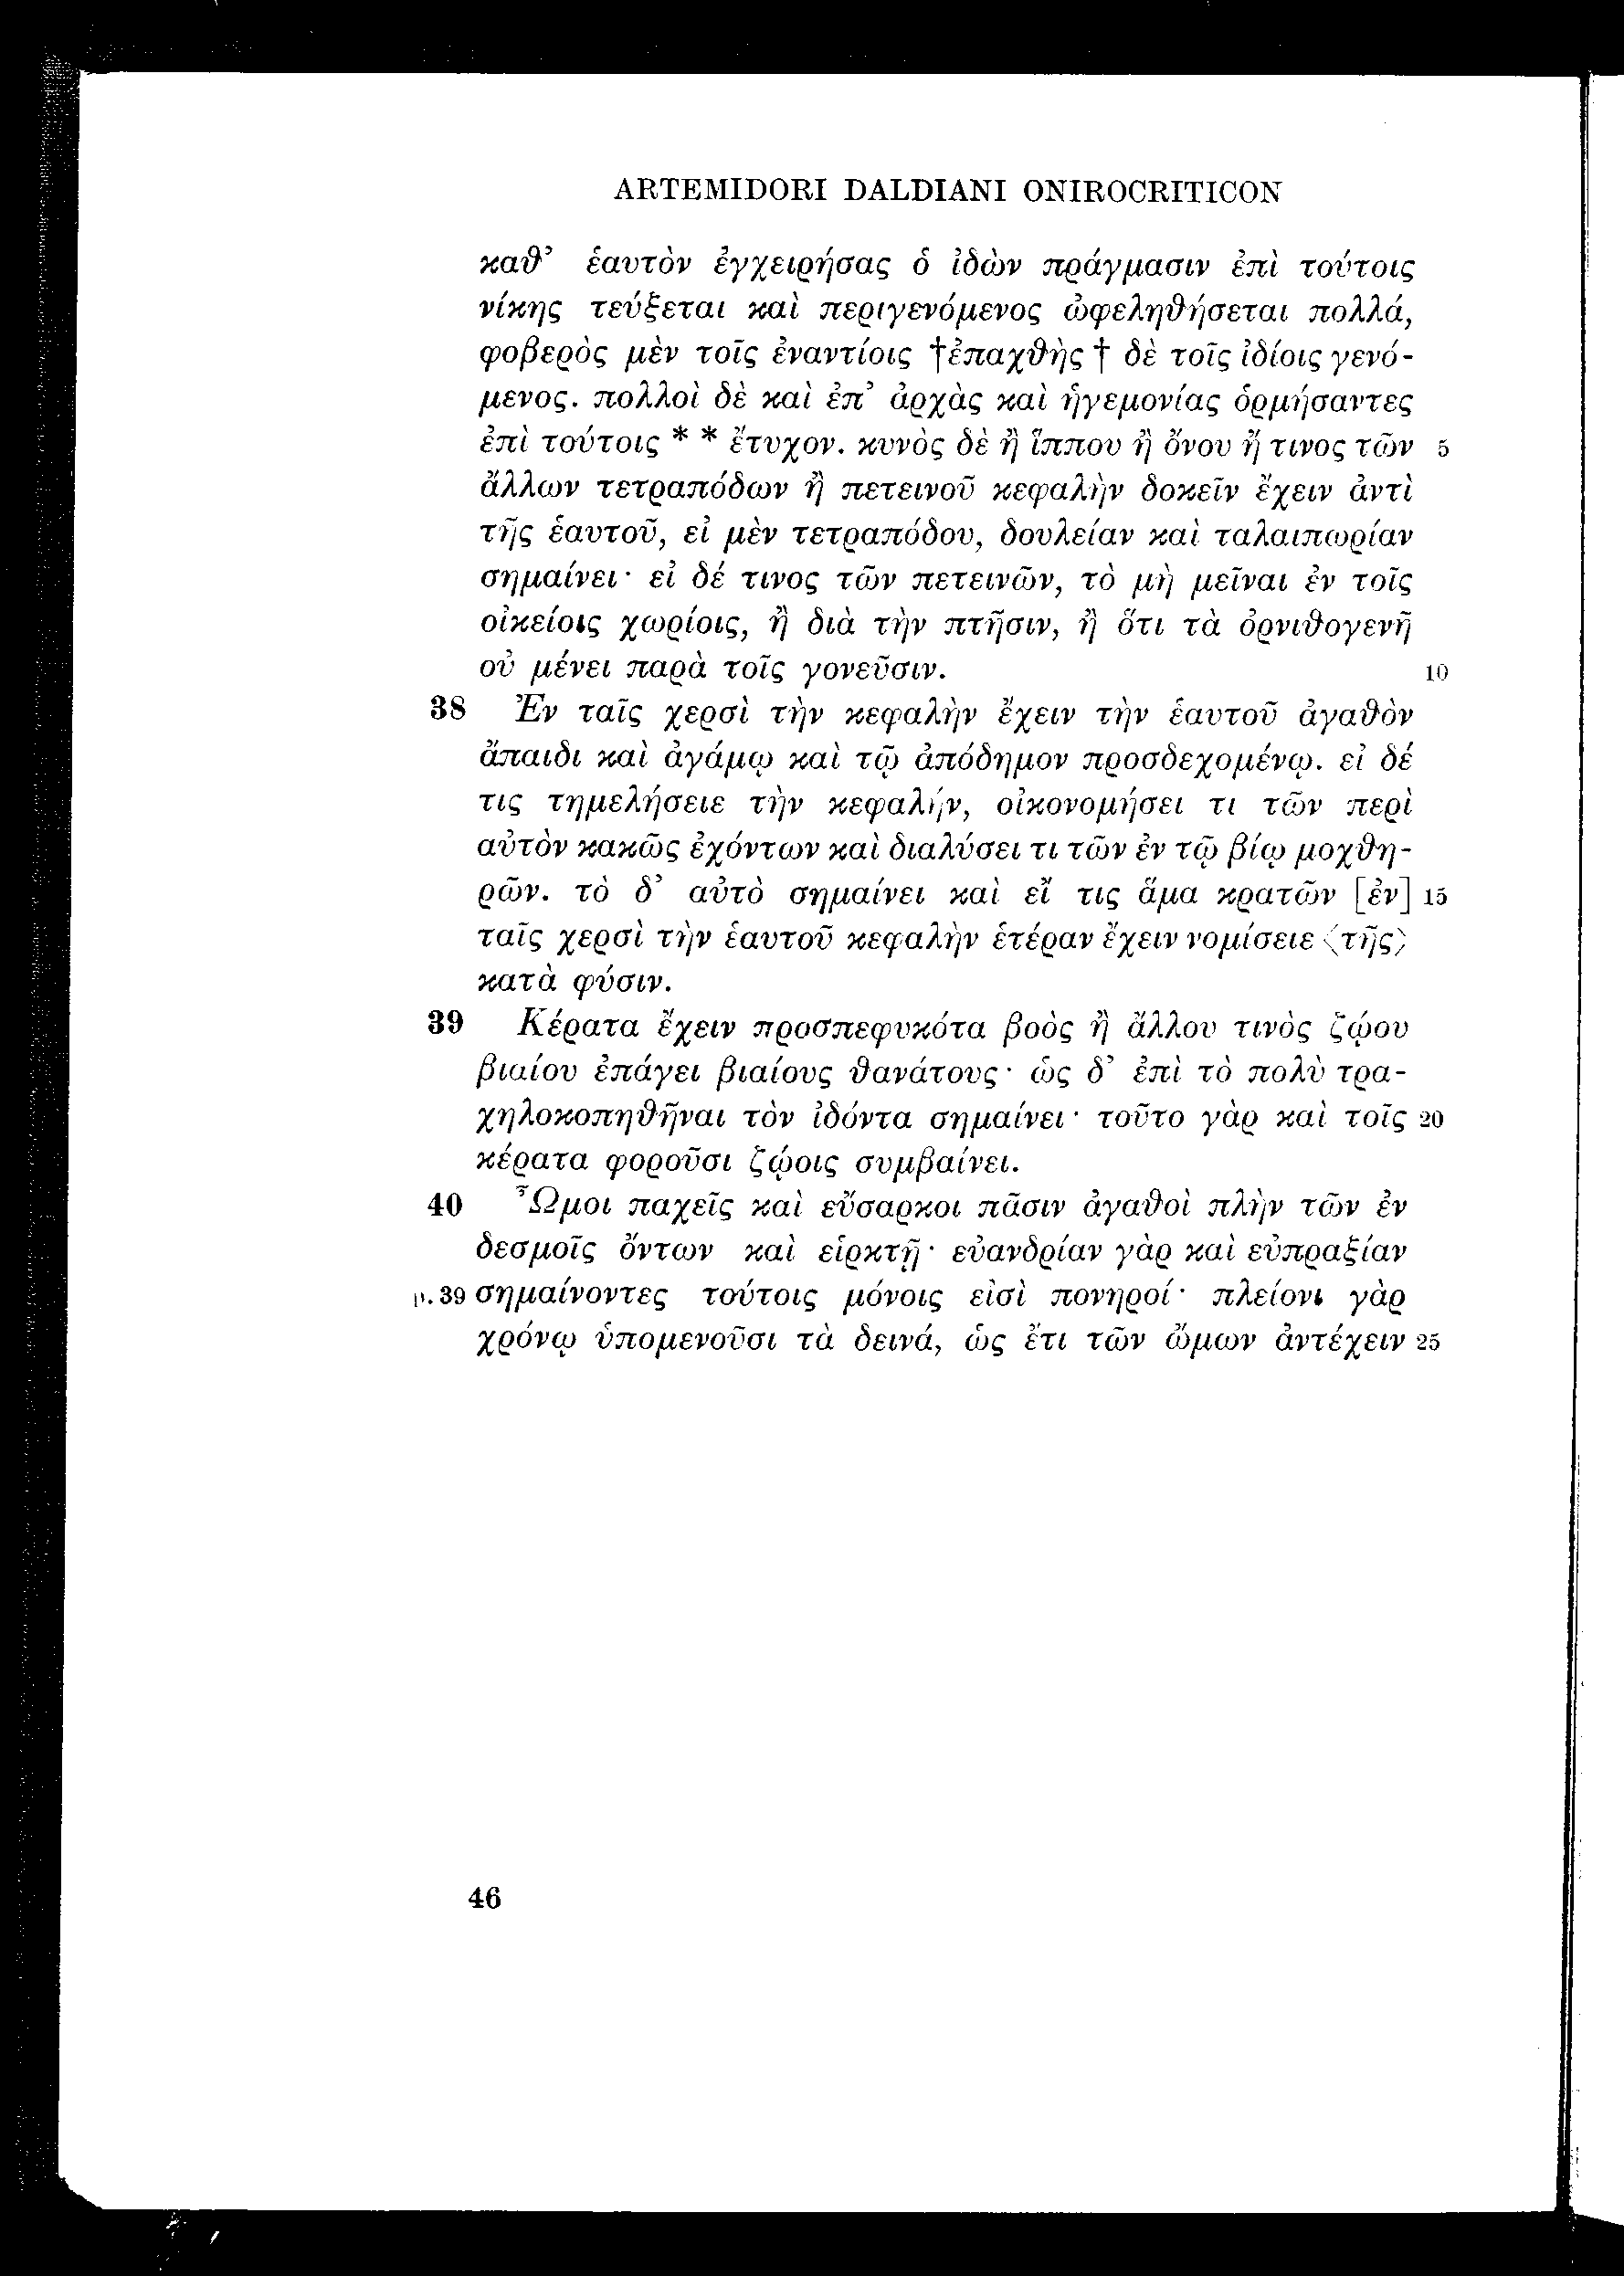 ARTEMIDORI DALDIANI ONIROCRITICON
καθ’ ἑαυτὸν ἐγχειρήσας ὁ ἰδὼν πράγμασιν ἐπὶ τούτοις
νίκης τεύξεται καὶ περιγενόμενος ὠφεληθήσεται πολλά,
φοβερὸς μὲν τοῖς ἐναντίοις †ἐπαχθὴς † δὲ τοῖς ἰδίοις γενό-
μενος. πολλοὶ δὲ καὶ ἐπ’ ἀρχὰς καὶ ἡγεμονίας ὁρμήσαντες
ἐπὶ τούτοις * * ἔτυχον. κυνὸς δὲ ἢ ἵππου ἢ ὄνου ἤ τινος τῶν 5
ἄλλων τετραπόδων ἢ πετεινοῦ κεφαλὴν δοκεῖν ἔχειν ἀντὶ
τῆς ἑαυτοῦ, εἰ μὲν τετραπόδου, δουλείαν καὶ ταλαιπωρίαν
σημαίνει· εἰ δέ τινος τῶν πετεινῶν, τὸ μὴ μεῖναι ἐν τοῖς
οἰκείοις χωρίοις, ἢ διὰ τὴν πτῆσιν, ἢ ὅτι τὰ ὀρνιθογενῆ
οὐ μένει παρὰ τοῖς γονεῦσιν. 10
38 Ἐν ταῖς χερσὶ τὴν κεφαλὴν ἔχειν τὴν ἑαυτοῦ ἀγαθὸν
ἄπαιδι καὶ ἀγάμῳ καὶ τῷ ἀπόδημον προσδεχομένῳ. εἰ δέ
τις τημελήσειε τὴν κεφαλήν, οἰκονομήσει τι τῶν περὶ
αὐτὸν κακῶς ἐχόντων καὶ διαλύσει τι τῶν ἐν τῷ βίῳ μοχθη-
ρῶν. τὸ δ’ αὐτὸ σημαίνει καὶ εἴ τις ἅμα κρατῶν [ἐν] 15
ταῖς χερσὶ τὴν ἑαυτοῦ κεφαλὴν ἑτέραν ἔχειν νομίσειε ⟨τῆς⟩
κατὰ φύσιν.
39 Κέρατα ἔχειν προσπεφυκότα βοὸς ἢ ἄλλου τινὸς ζῴου
βιαίου ἐπάγει βιαίους θανάτους· ὡς δ’ ἐπὶ τὸ πολὺ τρα-
χηλοκοπηθῆναι τὸν ἰδόντα σημαίνει· τοῦτο γὰρ καὶ τοῖς 20
κέρατα φοροῦσι ζῴοις συμβαίνει.
40 Ὦμοι παχεῖς καὶ εὔσαρκοι πᾶσιν ἀγαθοὶ πλὴν τῶν ἐν
δεσμοῖς ὄντων καὶ εἱρκτῇ· εὐανδρίαν γὰρ καὶ εὐπραξίαν
p. 39 σημαίνοντες τούτοις μόνοις εἰσὶ πονηροί· πλείονι γὰρ
χρόνῳ ὑπομενοῦσι τὰ δεινά, ὡς ἔτι τῶν ὤμων ἀντέχειν 25
46